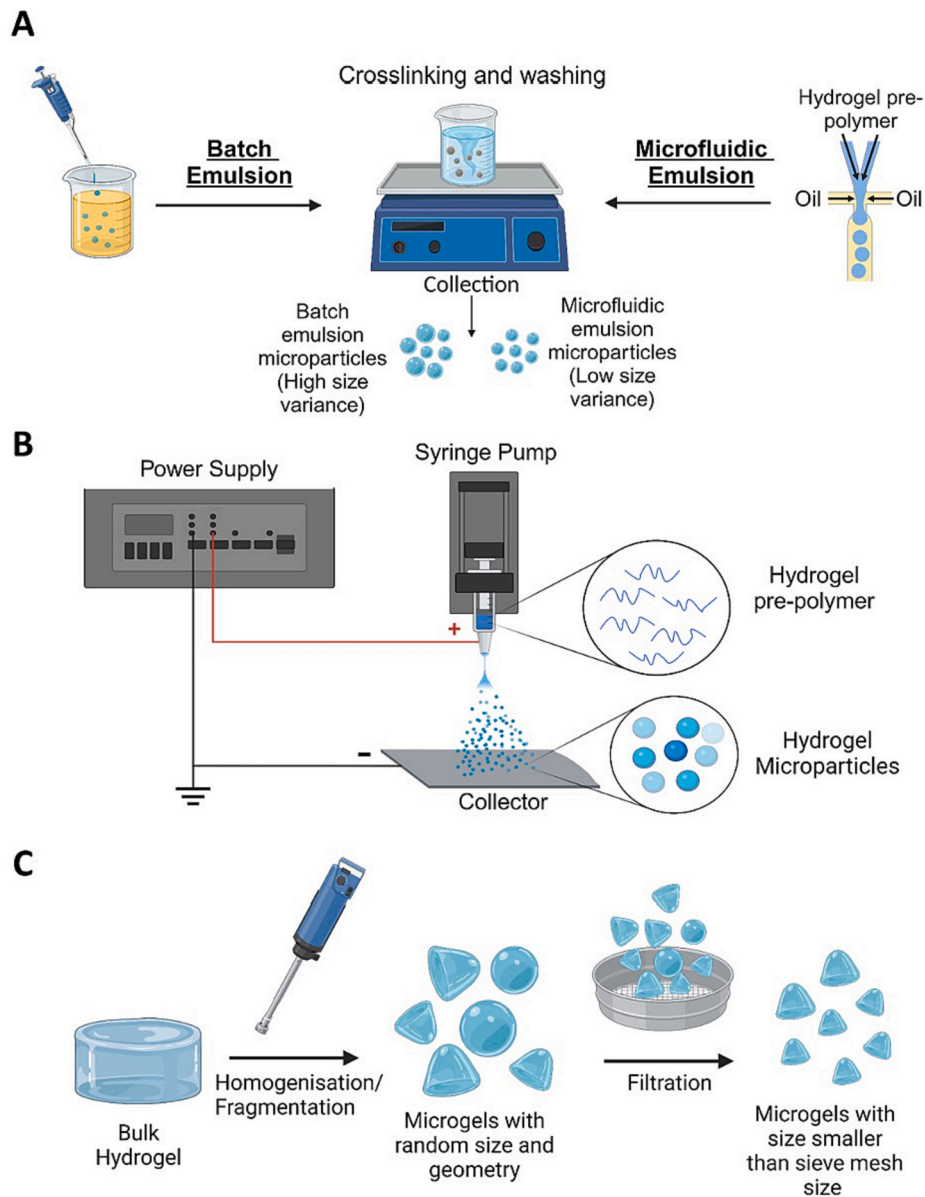 A
Crosslinking and washing
Batch
Emulsion
Microfluidic
Emulsion
Hydrogel pre-
polymer
Oil
Oil
Collection
Batch
emulsion
microparticles
(High size
variance)
Microfluidic
emulsion
microparticles
(Low size
variance)
B
Power Supply
Syringe Pump
+
Hydrogel
pre-polymer
-
Collector
Hydrogel
Microparticles
C
Bulk
Hydrogel
Homogenisation/
Fragmentation
Microgels with
random size and
geometry
Filtration
Microgels with
size smaller
than sieve mesh
size